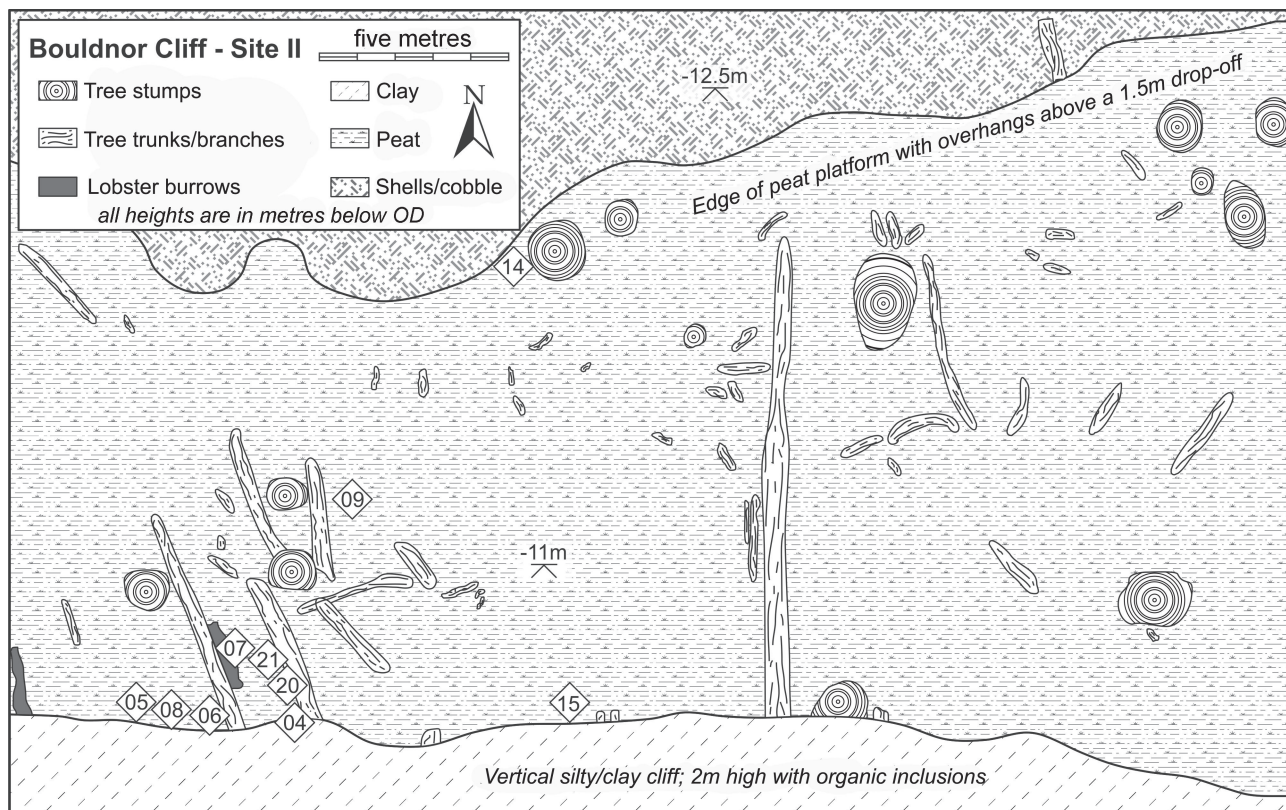 Bouldnor Cliff - Site II
five metres
Tree stumps
Clay
N
Tree trunks/branches
Peat
Lobster burrows
Shells/cobble
all heights are in metres below OD
-12.5m
Edge of peat platform with overhangs above a 1.5m drop-off
14
09
-11m
07
21
20
05
08
06
04
15
Vertical silty/clay cliff; 2m high with organic inclusions